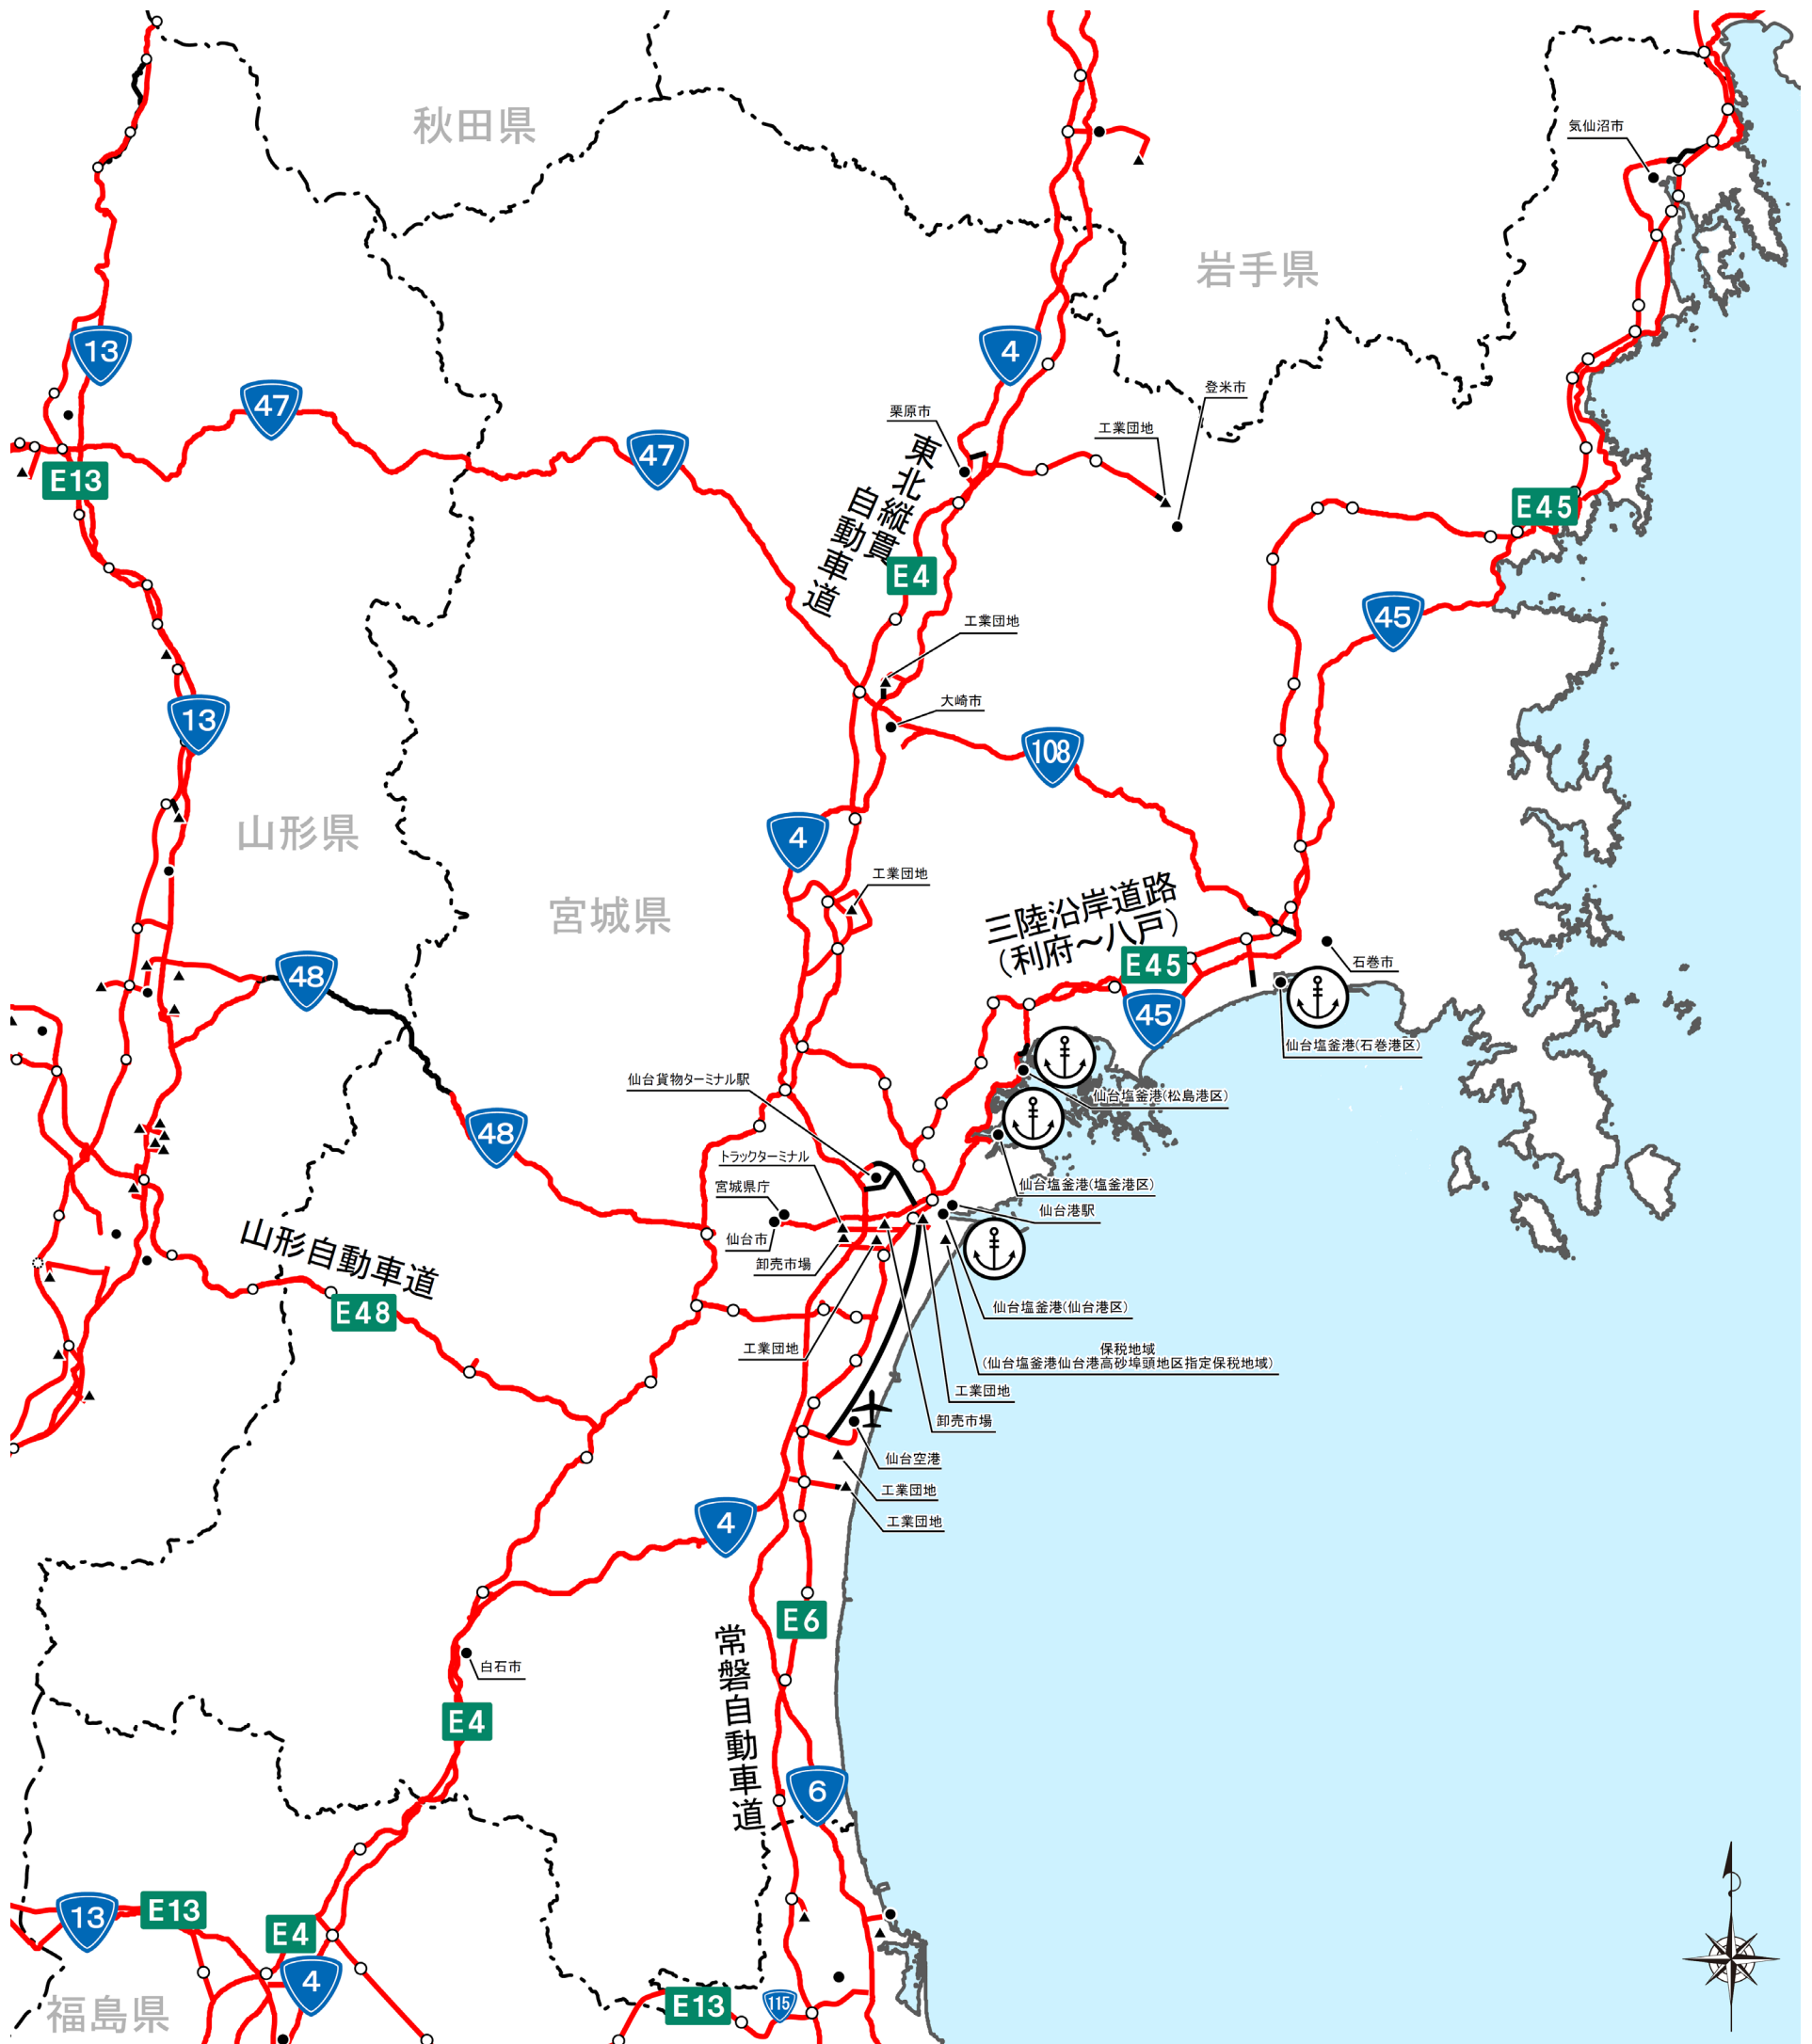 秋田県
気仙沼市
岩手県
13
4
登米市
47
栗原市
工業団地
47
E13
東北縦貫
自動車道
E45
E4
45
工業団地
大崎市
13
108
山形県
4
工業団地
宮城県
三陸沿岸道路
(利府〜八戸)
E45
石巻市
48
45
仙台塩釜港(石巻港区)
仙台貨物ターミナル駅
仙台塩釜港(松島港区)
48
トラックターミナル
宮城県庁
仙台塩釜港(塩釜港区)
仙台港駅
仙台市
山形自動車道
卸売市場
E48
仙台塩釜港(仙台港区)
工業団地
保税地域
(仙台塩釜港仙台港高砂埠頭地区指定保税地域)
工業団地
卸売市場
仙台空港
工業団地
4
工業団地
E6
白石市
常磐自動車道
E4
6
E13
13
E4
4
福島県
E13
115